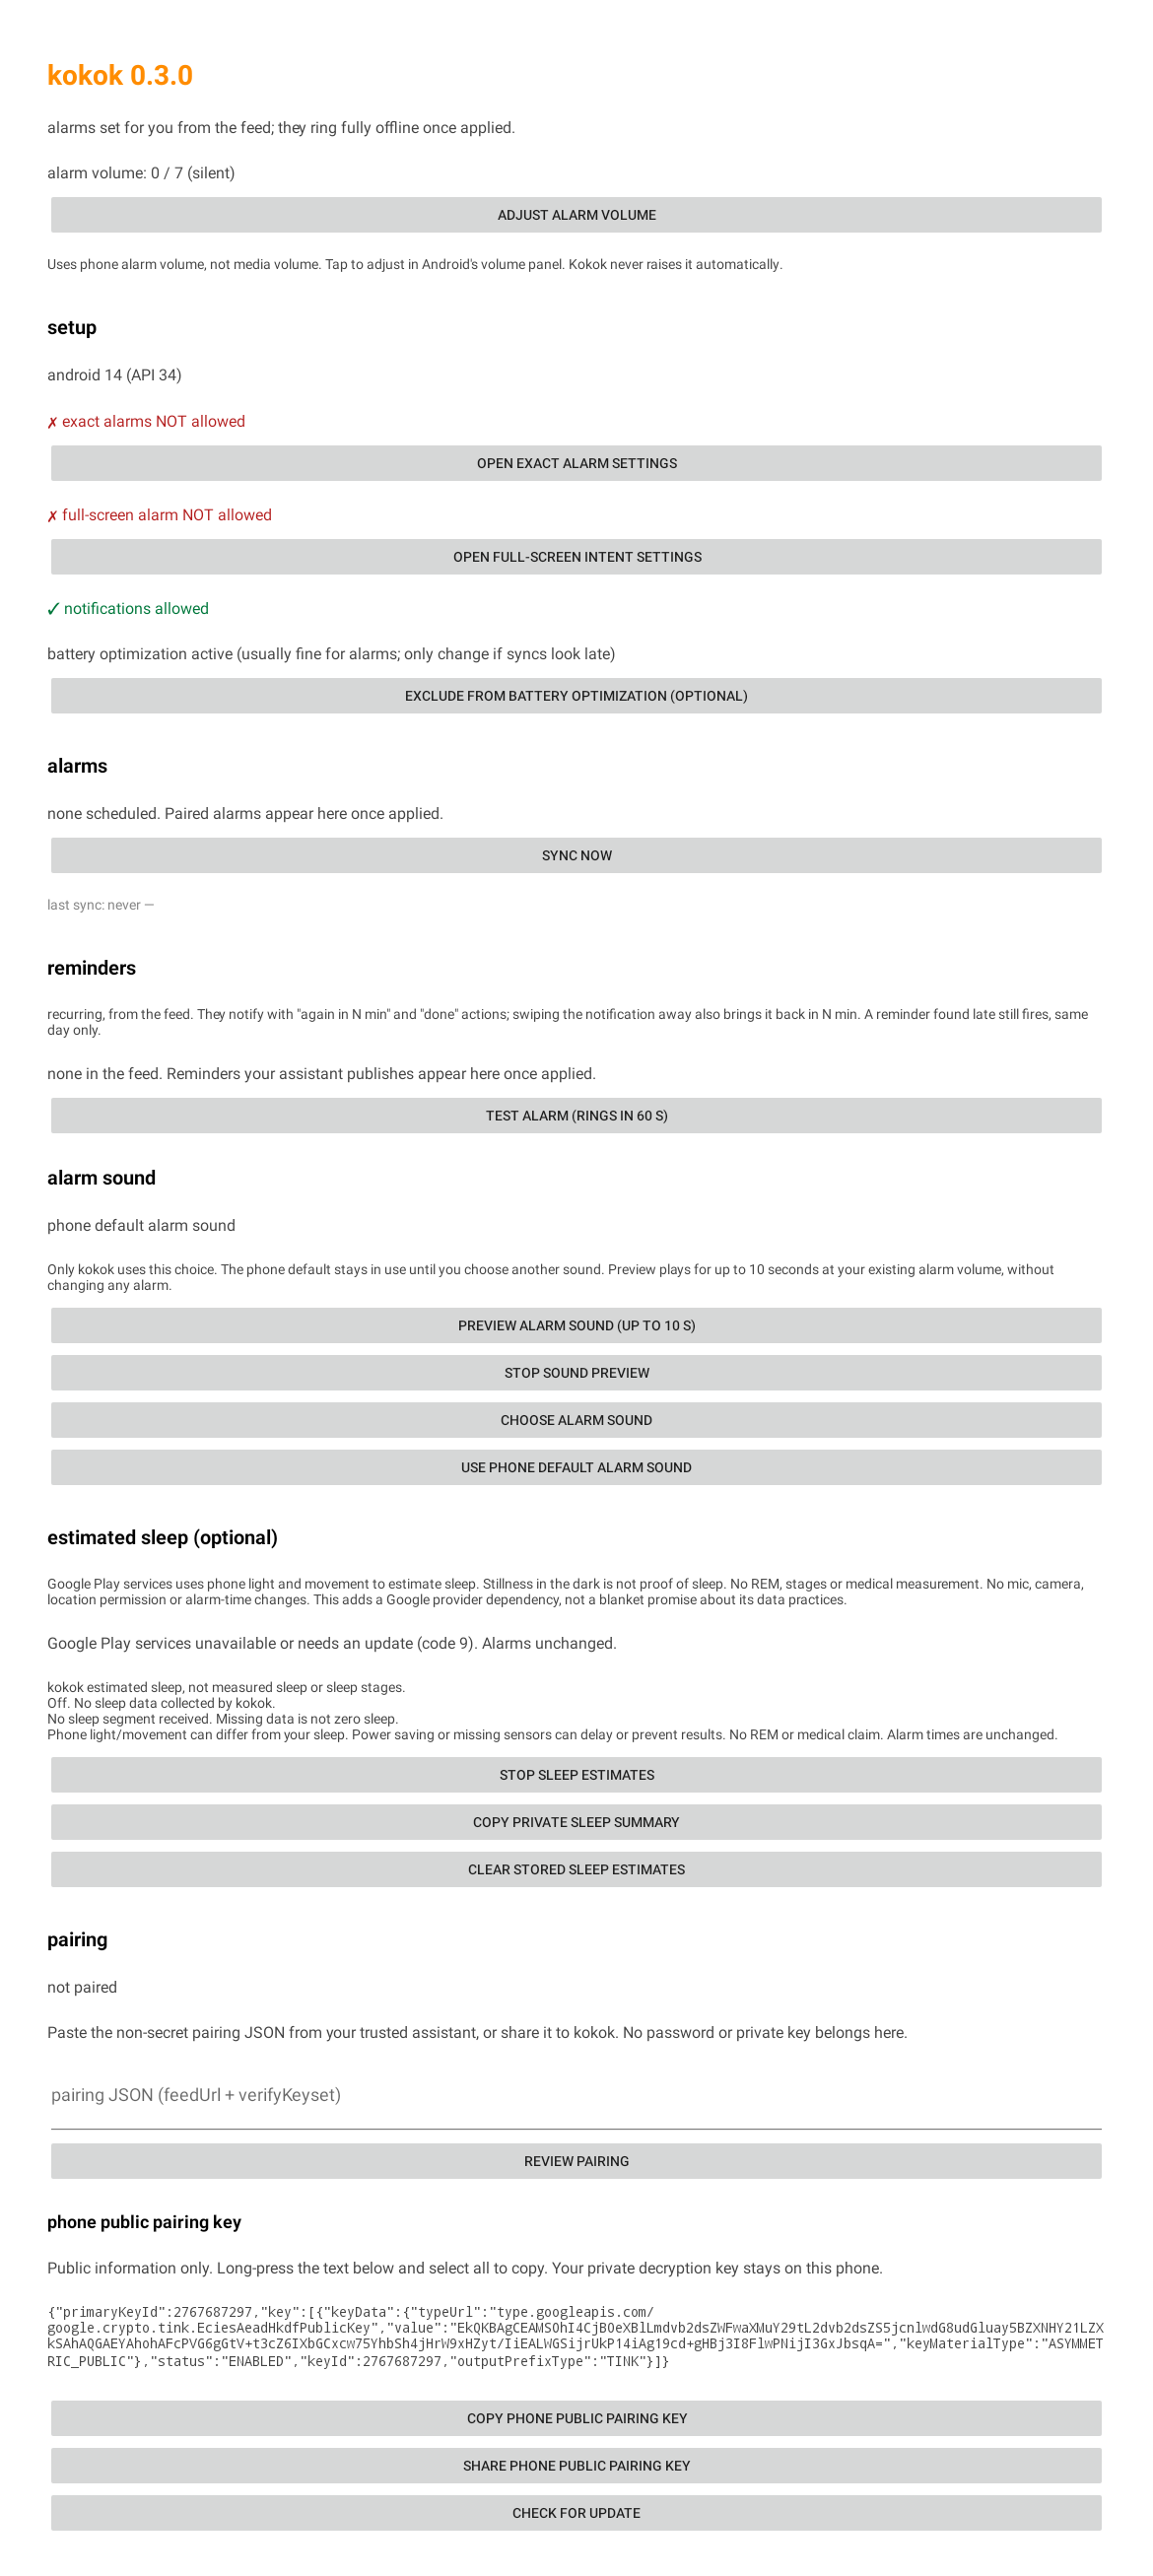 kokok 0.3.0
alarms set for you from the feed; they ring fully offline once applied.
alarm volume: 0 / 7 (silent)
ADJUST ALARM VOLUME
Uses phone alarm volume, not media volume. Tap to adjust in Android's volume panel. Kokok never raises it automatically.
setup
android 14 (API 34)
✗ exact alarms NOT allowed
OPEN EXACT ALARM SETTINGS
✗ full-screen alarm NOT allowed
OPEN FULL-SCREEN INTENT SETTINGS
✓ notifications allowed
battery optimization active (usually fine for alarms; only change if syncs look late)
EXCLUDE FROM BATTERY OPTIMIZATION (OPTIONAL)
alarms
none scheduled. Paired alarms appear here once applied.
SYNC NOW
last sync: never —
reminders
recurring, from the feed. They notify with "again in N min" and "done" actions; swiping the notification away also brings it back in N min. A reminder found late still fires, same
day only.
none in the feed. Reminders your assistant publishes appear here once applied.
TEST ALARM (RINGS IN 60 S)
alarm sound
phone default alarm sound
Only kokok uses this choice. The phone default stays in use until you choose another sound. Preview plays for up to 10 seconds at your existing alarm volume, without
changing any alarm.
PREVIEW ALARM SOUND (UP TO 10 S)
STOP SOUND PREVIEW
CHOOSE ALARM SOUND
USE PHONE DEFAULT ALARM SOUND
estimated sleep (optional)
Google Play services uses phone light and movement to estimate sleep. Stillness in the dark is not proof of sleep. No REM, stages or medical measurement. No mic, camera,
location permission or alarm-time changes. This adds a Google provider dependency, not a blanket promise about its data practices.
Google Play services unavailable or needs an update (code 9). Alarms unchanged.
kokok estimated sleep, not measured sleep or sleep stages.
Off. No sleep data collected by kokok.
No sleep segment received. Missing data is not zero sleep.
Phone light/movement can differ from your sleep. Power saving or missing sensors can delay or prevent results. No REM or medical claim. Alarm times are unchanged.
STOP SLEEP ESTIMATES
COPY PRIVATE SLEEP SUMMARY
CLEAR STORED SLEEP ESTIMATES
pairing
not paired
Paste the non-secret pairing JSON from your trusted assistant, or share it to kokok. No password or private key belongs here.
pairing JSON (feedUrl + verifyKeyset)
REVIEW PAIRING
phone public pairing key
Public information only. Long-press the text below and select all to copy. Your private decryption key stays on this phone.
{"primaryKeyId":2767687297,"key":[{"keyData":{"typeUrl":"type.googleapis.com/
google.crypto.tink.EciesAeadHkdfPublicKey","value":"EkQKBAgCEAMSOhI4CjB0eXBlLmdvb2dsZWFwaXMuY29tL2dvb2dsZS5jcnlwdG8udGluay5BZXNHY21LZX
kSAhAQGAEYAhohAFcPVG6gGtV+t3cZ6IXbGCxcw75YhbSh4jHrW9xHZyt/IiEALWGSijrUkP14iAg19cd+gHBj3I8FlwPNijI3GxJbsqA=","keyMaterialType":"ASYMMET
RIC_PUBLIC"},"status":"ENABLED","keyId":2767687297,"outputPrefixType":"TINK"}]}
COPY PHONE PUBLIC PAIRING KEY
SHARE PHONE PUBLIC PAIRING KEY
CHECK FOR UPDATE